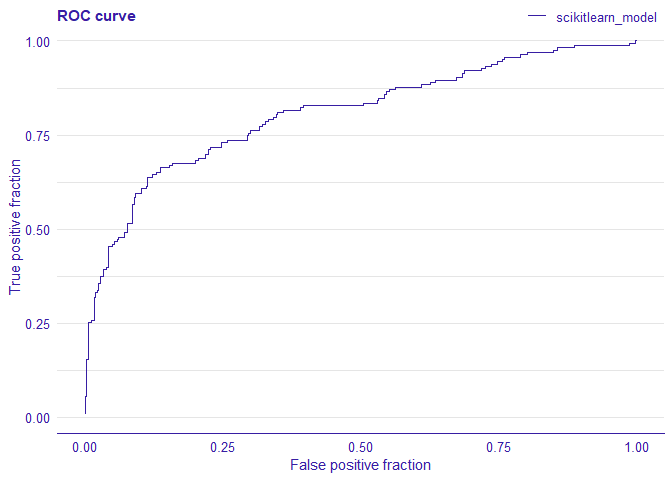 ROC curve
scikitlearn_model
True positive fraction
1.00
0.75
0.50
0.25
0.00
0.00 0.25 0.50 0.75 1.00
False positive fraction